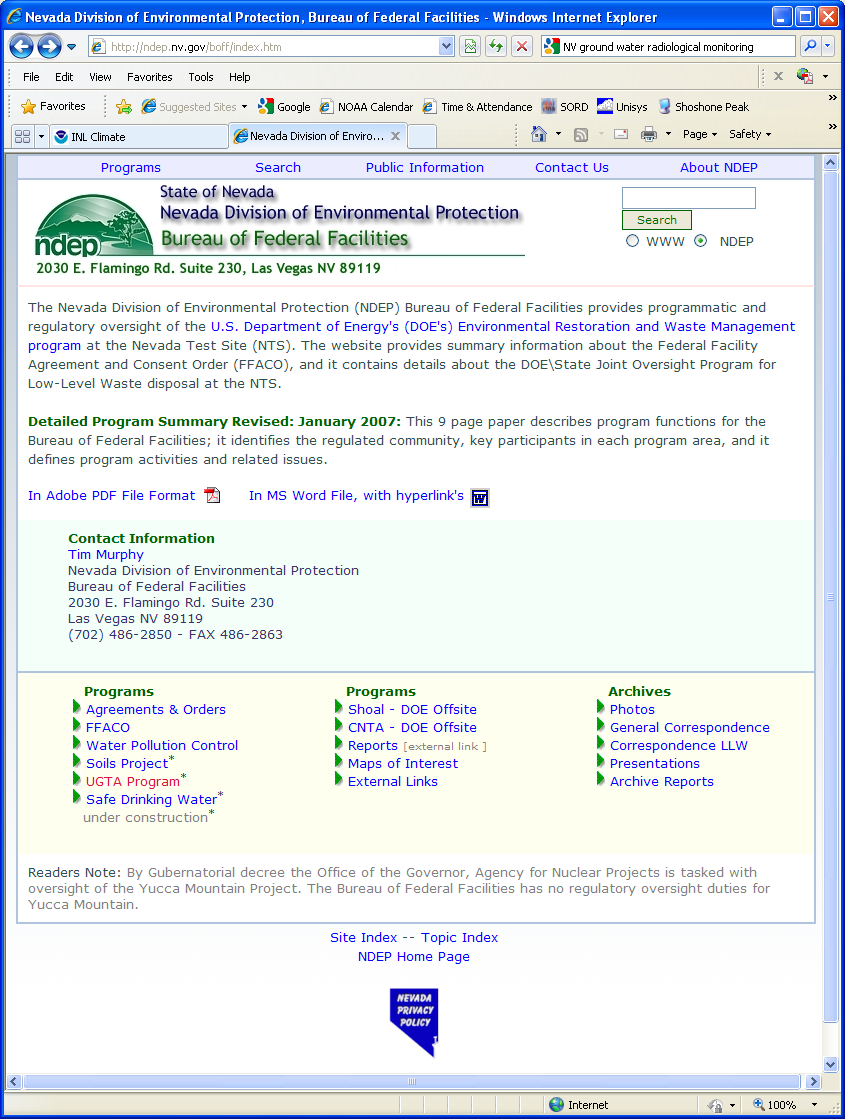 Nevada Division of Environmental Protection, Bureau of Federal Facilities - Windows Internet Explorer
http://ndep.nv.gov/boff/index.htm
NV ground water radiological monitoring
File Edit View Favorites Tools Help
Favorites Suggested Sites Google NOAA Calendar Time & Attendance SORD Unisys Shoshone Peak
INL Climate Nevada Division of Enviro... Page Safety
Programs Search Public Information Contact Us About NDEP
State of Nevada
Nevada Division of Environmental Protection
ndep Bureau of Federal Facilities
2030 E. Flamingo Rd. Suite 230, Las Vegas NV 89119
Search
WWW NDEP
The Nevada Division of Environmental Protection (NDEP) Bureau of Federal Facilities provides programmatic and
regulatory oversight of the U.S. Department of Energy's (DOE's) Environmental Restoration and Waste Management
program at the Nevada Test Site (NTS). The website provides summary information about the Federal Facility
Agreement and Consent Order (FFACO), and it contains details about the DOE\State Joint Oversight Program for
Low-Level Waste disposal at the NTS.
Detailed Program Summary Revised: January 2007: This 9 page paper describes program functions for the
Bureau of Federal Facilities; it identifies the regulated community, key participants in each program area, and it
defines program activities and related issues.
In Adobe PDF File Format In MS Word File, with hyperlink's W
Contact Information
Tim Murphy
Nevada Division of Environmental Protection
Bureau of Federal Facilities
2030 E. Flamingo Rd. Suite 230
Las Vegas NV 89119
(702) 486-2850 - FAX 486-2863
Programs
Agreements & Orders
FFACO
Water Pollution Control
Soils Project*
UGTA Program*
Safe Drinking Water*
under construction*
Programs
Shoal - DOE Offsite
CNTA - DOE Offsite
Reports [external link ]
Maps of Interest
External Links
Archives
Photos
General Correspondence
Correspondence LLW
Presentations
Archive Reports
Readers Note: By Gubernatorial decree the Office of the Governor, Agency for Nuclear Projects is tasked with
oversight of the Yucca Mountain Project. The Bureau of Federal Facilities has no regulatory oversight duties for
Yucca Mountain.
Site Index -- Topic Index
NDEP Home Page
NEVADA
PRIVACY
POLICY
Internet 100%